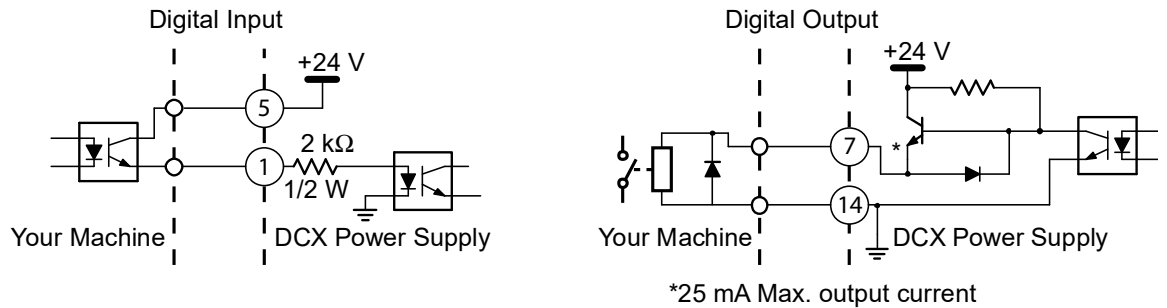 Digital Input
+24 V
5
2 kΩ
1
1/2 W
Your Machine
DCX Power Supply
Digital Output
+24 V
7
*
14
Your Machine
DCX Power Supply
*25 mA Max. output current